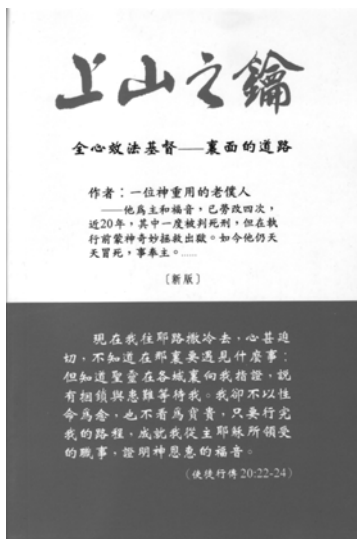 上山之鑰
全心效法基督——裏面的道路
作者：一位神重用的老僕人
——他爲主和福音，已勞改四次，
近20年，其中一度被判死刑，但在執
行前蒙神奇妙拯救出獄。如今他仍天
天冒死，事奉主。……
〔新版〕
現在我往耶路撒冷去，心甚迫
切，不知道在那裏要遇見什麽事；
但知道聖靈在各城裏向我指證，説
有捆鎖與患難等待我。我卻不以性
命爲念，也不看爲寶貴，只要行完
我的路程，成就我從主耶穌所領受
的職事，證明神恩惠的福音。
（使徒行傳20:22-24）